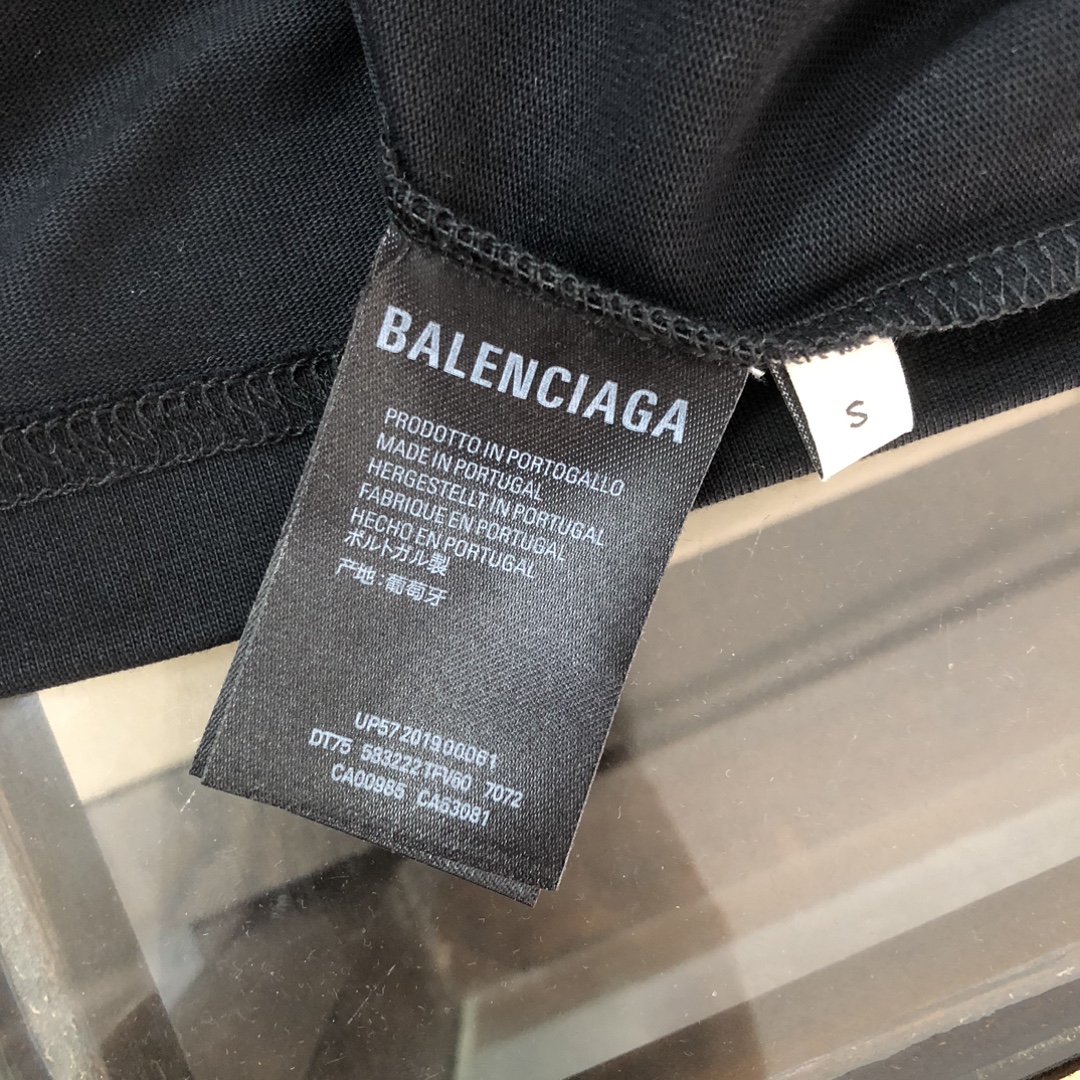 BALENCIAGA
PRODOTTO IN PORTOGALLO
MADE IN PORTUGAL
HERGESTELLT IN PORTUGAL
FABRIQUE EN PORTUGAL
HECHO EN PORTUGAL
ポルトガル製
产地:葡萄牙
UP57 2019 00061
DT75 583222 1FV60 7072
CA00985 CA53081
S